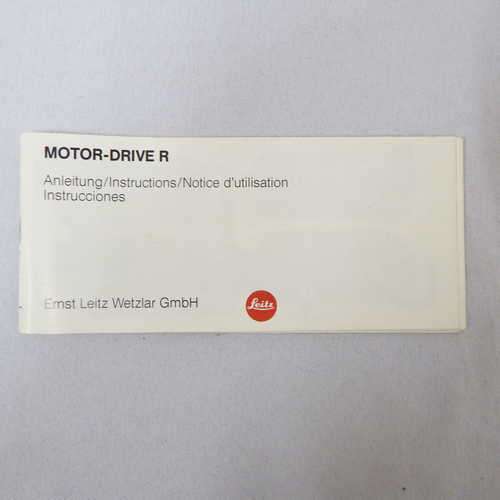 MOTOR-DRIVE R
Anleitung/Instructions/Notice d'utilisation
Instrucciones
Ernst Leitz Wetzlar GmbH
Leitz